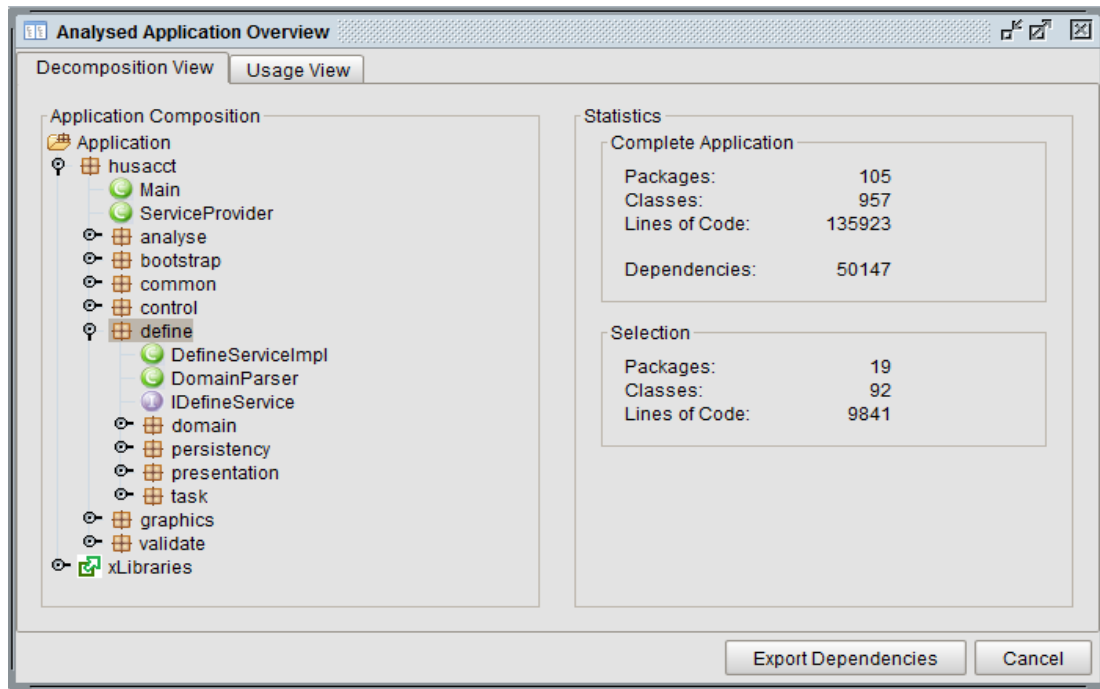 Analysed Application Overview
Decomposition View
Usage View
Application Composition
Application
husacct
Main
ServiceProvider
analyse
bootstrap
common
control
define
DefineServiceImpl
DomainParser
IDefineService
domain
persistency
presentation
task
graphics
validate
xLibraries
Statistics
Complete Application
Packages: 105
Classes: 957
Lines of Code: 135923
Dependencies: 50147
Selection
Packages: 19
Classes: 92
Lines of Code: 9841
Export Dependencies
Cancel